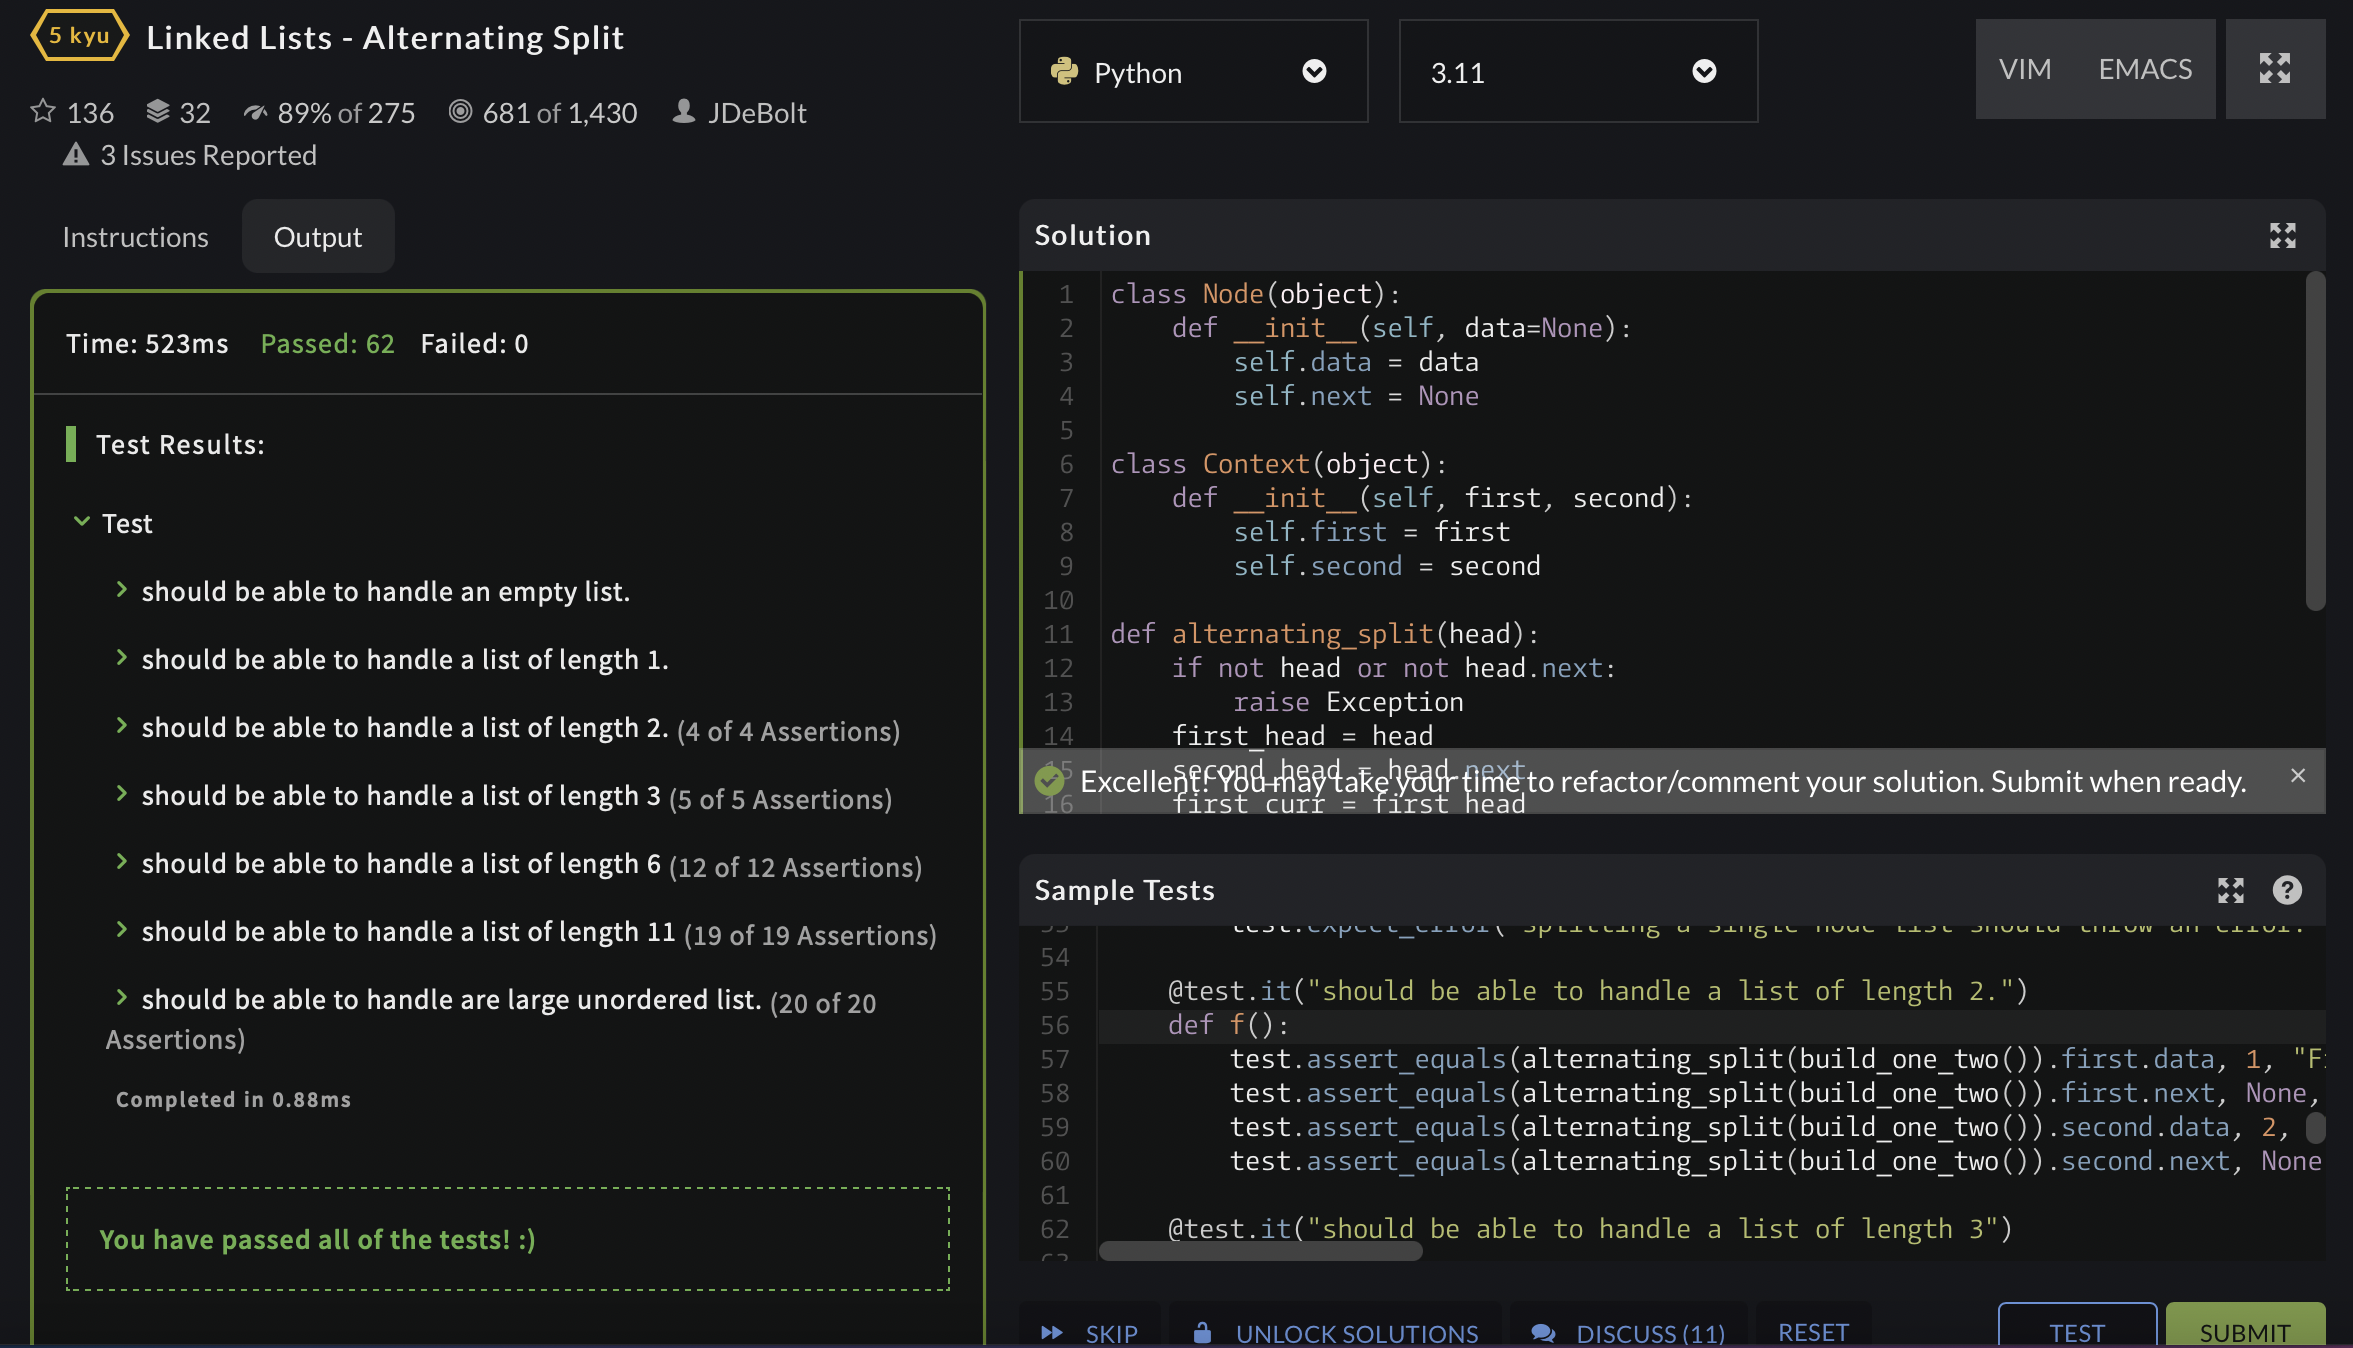 5 kyu
Linked Lists - Alternating Split
136 32 89% of 275 681 of 1,430 JDeBolt
3 Issues Reported
Instructions
Output
Time: 523ms Passed: 62 Failed: 0
Test Results:
Test
should be able to handle an empty list.
should be able to handle a list of length 1.
should be able to handle a list of length 2. (4 of 4 Assertions)
should be able to handle a list of length 3 (5 of 5 Assertions)
should be able to handle a list of length 6 (12 of 12 Assertions)
should be able to handle a list of length 11 (19 of 19 Assertions)
should be able to handle are large unordered list. (20 of 20
Assertions)
Completed in 0.88ms
You have passed all of the tests! :)
Python
3.11
VIM EMACS
Solution
1 class Node(object):
2     def __init__(self, data=None):
3         self.data = data
4         self.next = None
5
6 class Context(object):
7     def __init__(self, first, second):
8         self.first = first
9         self.second = second
10
11 def alternating_split(head):
12     if not head or not head.next:
13         raise Exception
14     first_head = head
15     second_head = head.next
16     first_curr = first_head
Excellent! You may take your time to refactor/comment your solution. Submit when ready.
Sample Tests
53         test.expect_error("splitting a single node list should throw an error.
54
55     @test.it("should be able to handle a list of length 2.")
56     def f():
57         test.assert_equals(alternating_split(build_one_two()).first.data, 1, "Fi
58         test.assert_equals(alternating_split(build_one_two()).first.next, None,
59         test.assert_equals(alternating_split(build_one_two()).second.data, 2,
60         test.assert_equals(alternating_split(build_one_two()).second.next, None
61
62     @test.it("should be able to handle a list of length 3")
63
SKIP
UNLOCK SOLUTIONS
DISCUSS (11)
RESET
TEST
SUBMIT